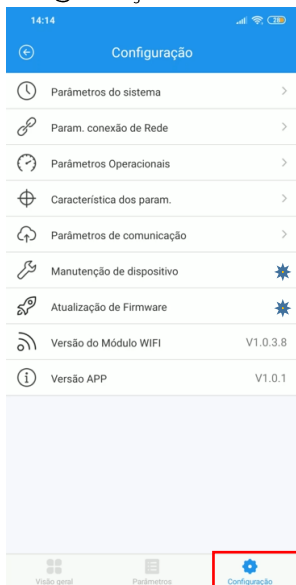 14:14
Configuração
Parâmetros do sistema
Param. conexão de Rede
Parâmetros Operacionais
Característica dos param.
Parâmetros de comunicação
Manutenção de dispositivo
Atualização de Firmware
Versão do Módulo WIFI V1.0.3.8
Versão APP V1.0.1
Visão geral Parâmetros Configuração